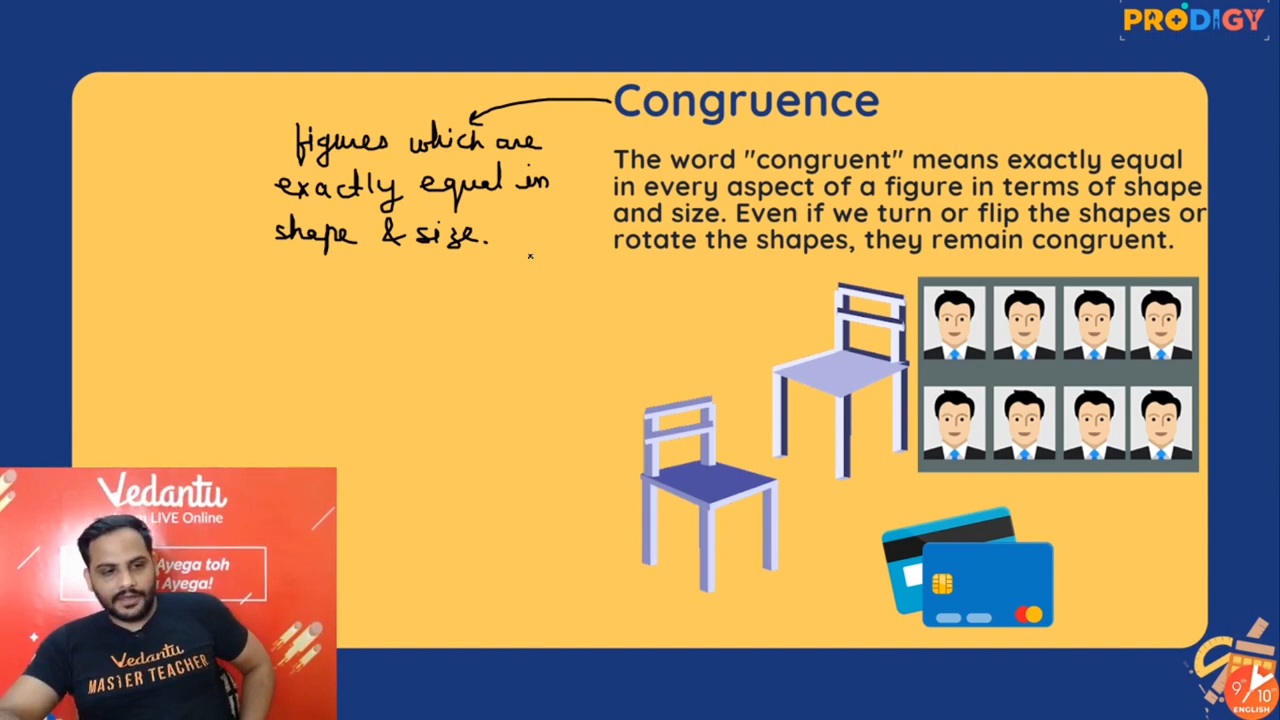 PRODIGY
Congruence
figures which are
exactly equal in
shape & size.
The word "congruent" means exactly equal
in every aspect of a figure in terms of shape
and size. Even if we turn or flip the shapes or
rotate the shapes, they remain congruent.
Vedantu
LIVE Online
Ayega toh
Ayega!
Vedantu
MASTER TEACHER
9th/10th
ENGLISH